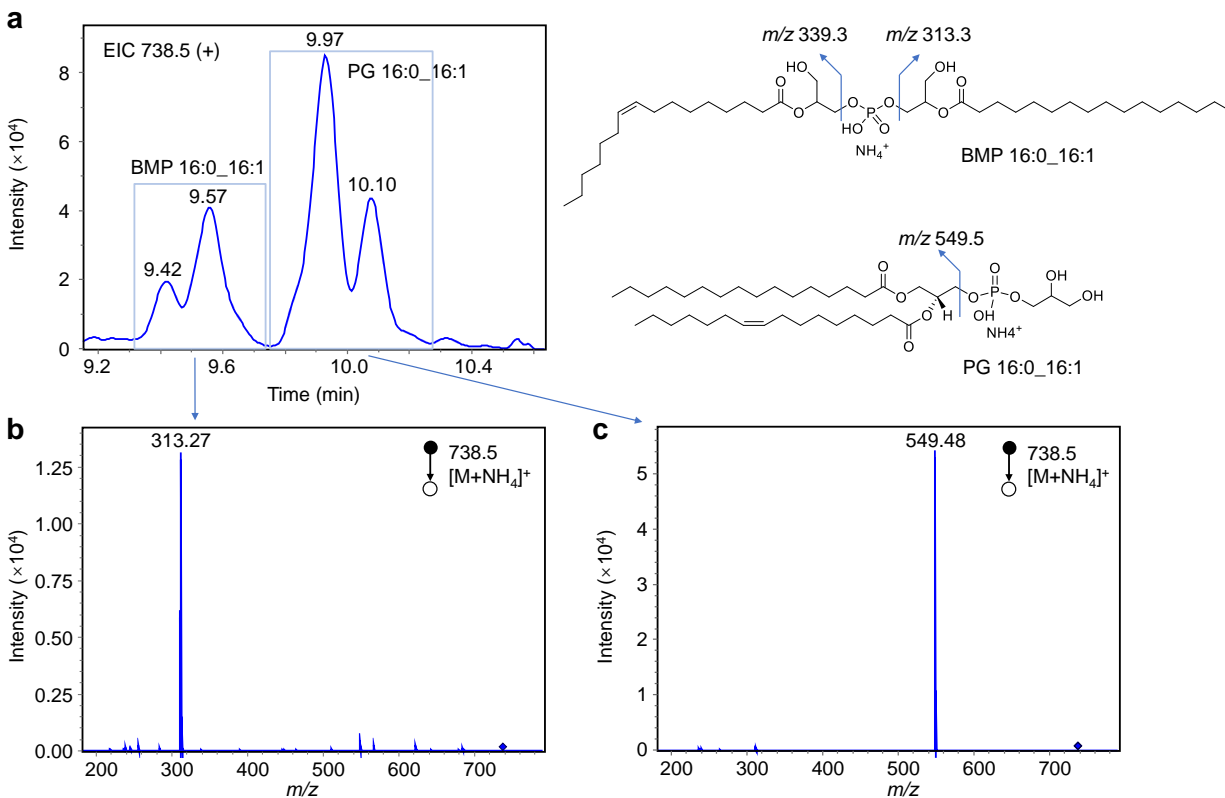 a
EIC 738.5 (+)
9.97
PG 16:0_16:1
BMP 16:0_16:1
9.57
10.10
9.42
8
6
4
2
0
Intensity (×10⁴)
9.2 9.6 10.0 10.4
Time (min)
m/z 339.3 m/z 313.3
HO OH
O O
O O P O O
HO O
NH₄⁺
BMP 16:0_16:1
m/z 549.5
O O
O O P O OH
H OH OH
O
O
NH4⁺
PG 16:0_16:1
b
313.27
738.5
[M+NH₄]⁺
1.25
1.00
0.75
0.50
0.25
0.00
Intensity (×10⁴)
200 300 400 500 600 700
m/z
c
549.48
738.5
[M+NH₄]⁺
5
4
3
2
1
0
Intensity (×10⁴)
200 300 400 500 600 700
m/z